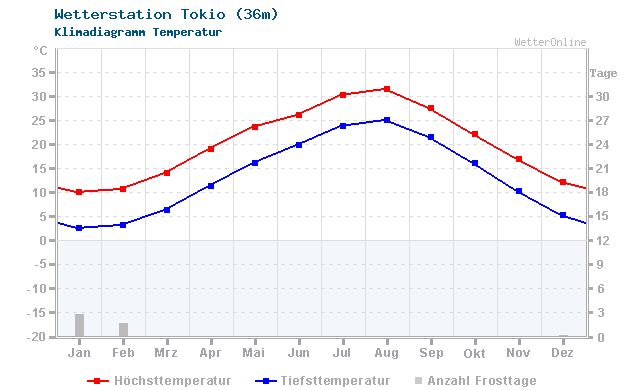 Wetterstation Tokio (36m)
Klimadiagramm Temperatur
WetterOnline
°C
Tage
35
30 30
25 27
20 24
15 21
10 18
5 15
0 12
-5 9
-10 6
-15 3
-20 0
Jan Feb Mrz Apr Mai Jun Jul Aug Sep Okt Nov Dez
Höchsttemperatur Tiefsttemperatur Anzahl Frosttage